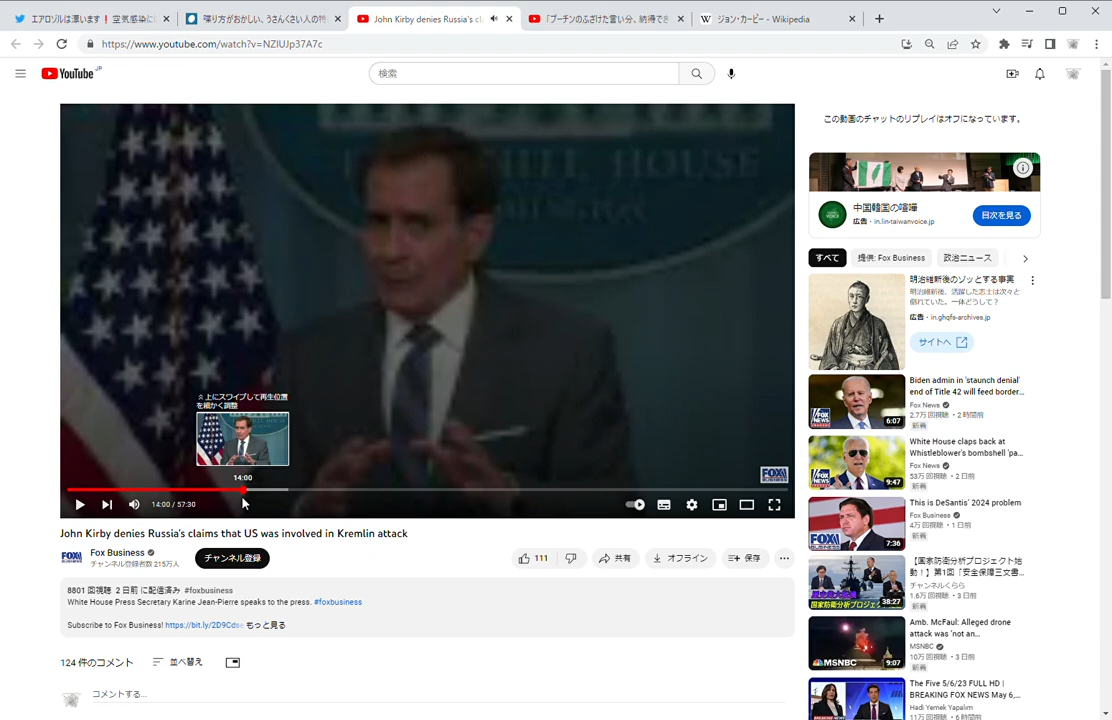 エアロゾルは漂います❗ 空気感染に
喋り方がおかしい、うさんくさい人の特
John Kirby denies Russia's cl
「プーチンのふざけた言い分、納得でき
ジョン・カービー - Wikipedia
https://www.youtube.com/watch?v=NZIUJp37A7c
YouTube JP
検索
この動画のチャットのリプレイはオフになっています。
中国韓国の喧嘩
広告・in.lin-taiwanvoice.jp
目次を見る
すべて
提供: Fox Business
政治ニュース
明治維新後のゾッとする事実
明治維新後、活躍した志士は次々と
倒れていた。一体どうして？
広告・in.ghqfs-archives.jp
サイトへ
Biden admin in 'staunch denial'
end of Title 42 will feed border...
Fox News
2.7万 回視聴・2 時間前
新着
6:07
White House claps back at
Whistleblower's bombshell 'pa...
Fox News
53万 回視聴・2 日前
新着
9:47
This is DeSantis' 2024 problem
Fox Business
4万 回視聴・1 日前
新着
7:36
【国家防衛分析プロジェクト始
動！】第1回「安全保障三文書...
チャンネルくらら
1.6万 回視聴・3 日前
新着
38:27
Amb. McFaul: Alleged drone
attack was 'not an...
MSNBC
10万 回視聴・3 日前
新着
MSNBC
9:07
The Five 5/6/23 FULL HD |
BREAKING FOX NEWS May 6,...
Hadi Yemek Yapalım
11万 回視聴・6 時間前
上にスワイプして再生位置
を細かく調整
14:00
FOX
BUSINESS
14:00 / 57:30
John Kirby denies Russia's claims that US was involved in Kremlin attack
Fox Business
チャンネル登録者数 215万人
チャンネル登録
111
共有
オフライン
保存
8801 回視聴 2 日前 に配信済み #foxbusiness
White House Press Secretary Karine Jean-Pierre speaks to the press. #foxbusiness
Subscribe to Fox Business! https://bit.ly/2D9Cdse もっと見る
124 件のコメント
並べ替え
コメントする...